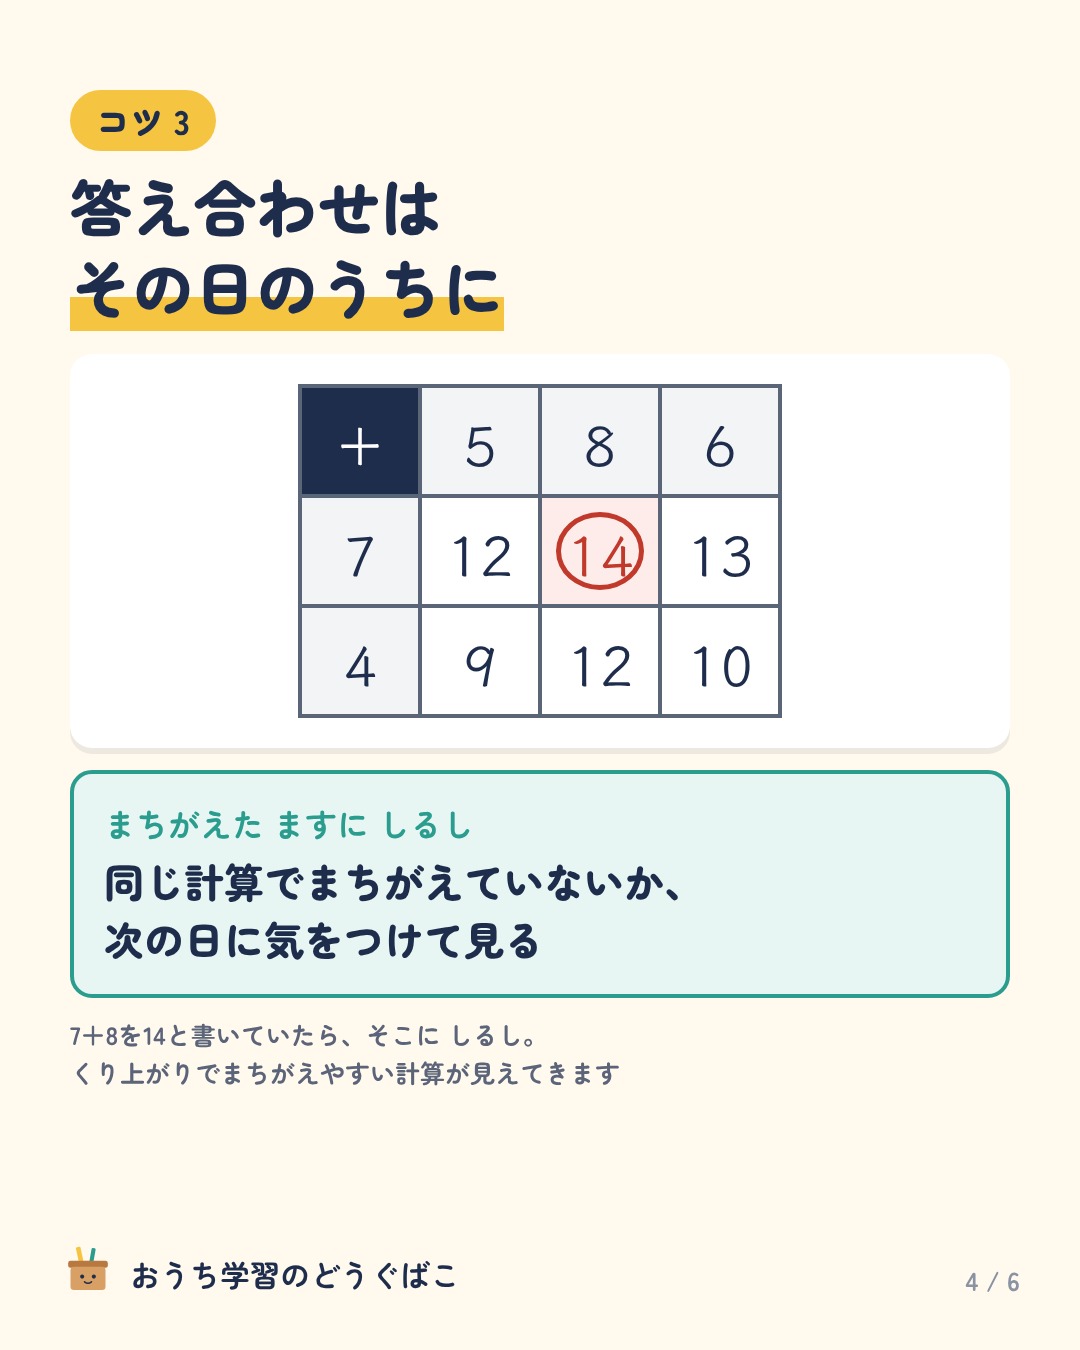 コツ 3
答え合わせは
その日のうちに
+ 5 8 6
7 12 14 13
4 9 12 10
まちがえた ますに しるし
同じ計算でまちがえていないか、
次の日に気をつけて見る
7+8を14と書いていたら、そこに しるし。
くり上がりでまちがえやすい計算が見えてきます
おうち学習のどうぐばこ
4 / 6